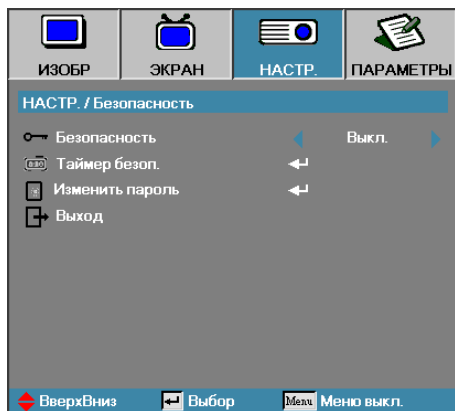 ИЗОБР ЭКРАН НАСТР. ПАРАМЕТРЫ
НАСТР. / Безопасность
Безопасность Выкл.
Таймер безоп.
Изменить пароль
Выход
ВверхВниз Выбор Menu Меню выкл.